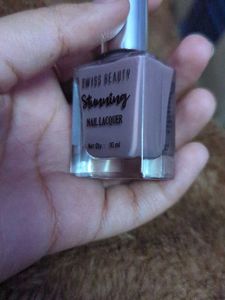 SWISS BEAUTY
Stunning
NAIL LACQUER
Net Qty. 10 ml